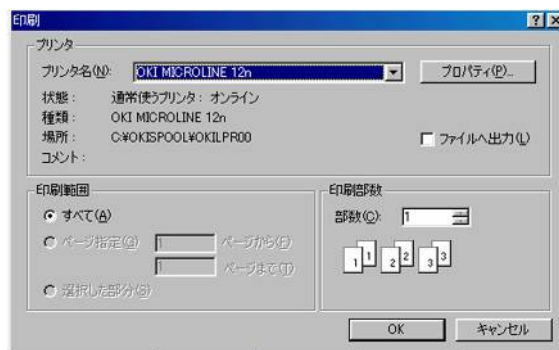 印刷
プリンタ
プリンタ名(N): OKI MICROLINE 12n プロパティ(P)...
状態： 通常使うプリンタ： オンライン
種類： OKI MICROLINE 12n
場所： C:¥OKISPOOL¥OKILPR00
コメント： ファイルへ出力(L)
印刷範囲
すべて(A)
ページ指定(G) 1 ページから(F)
1 ページまで(T)
選択した部分(S)
印刷部数
部数(C): 1
1 1 2 2 3 3
OK キャンセル